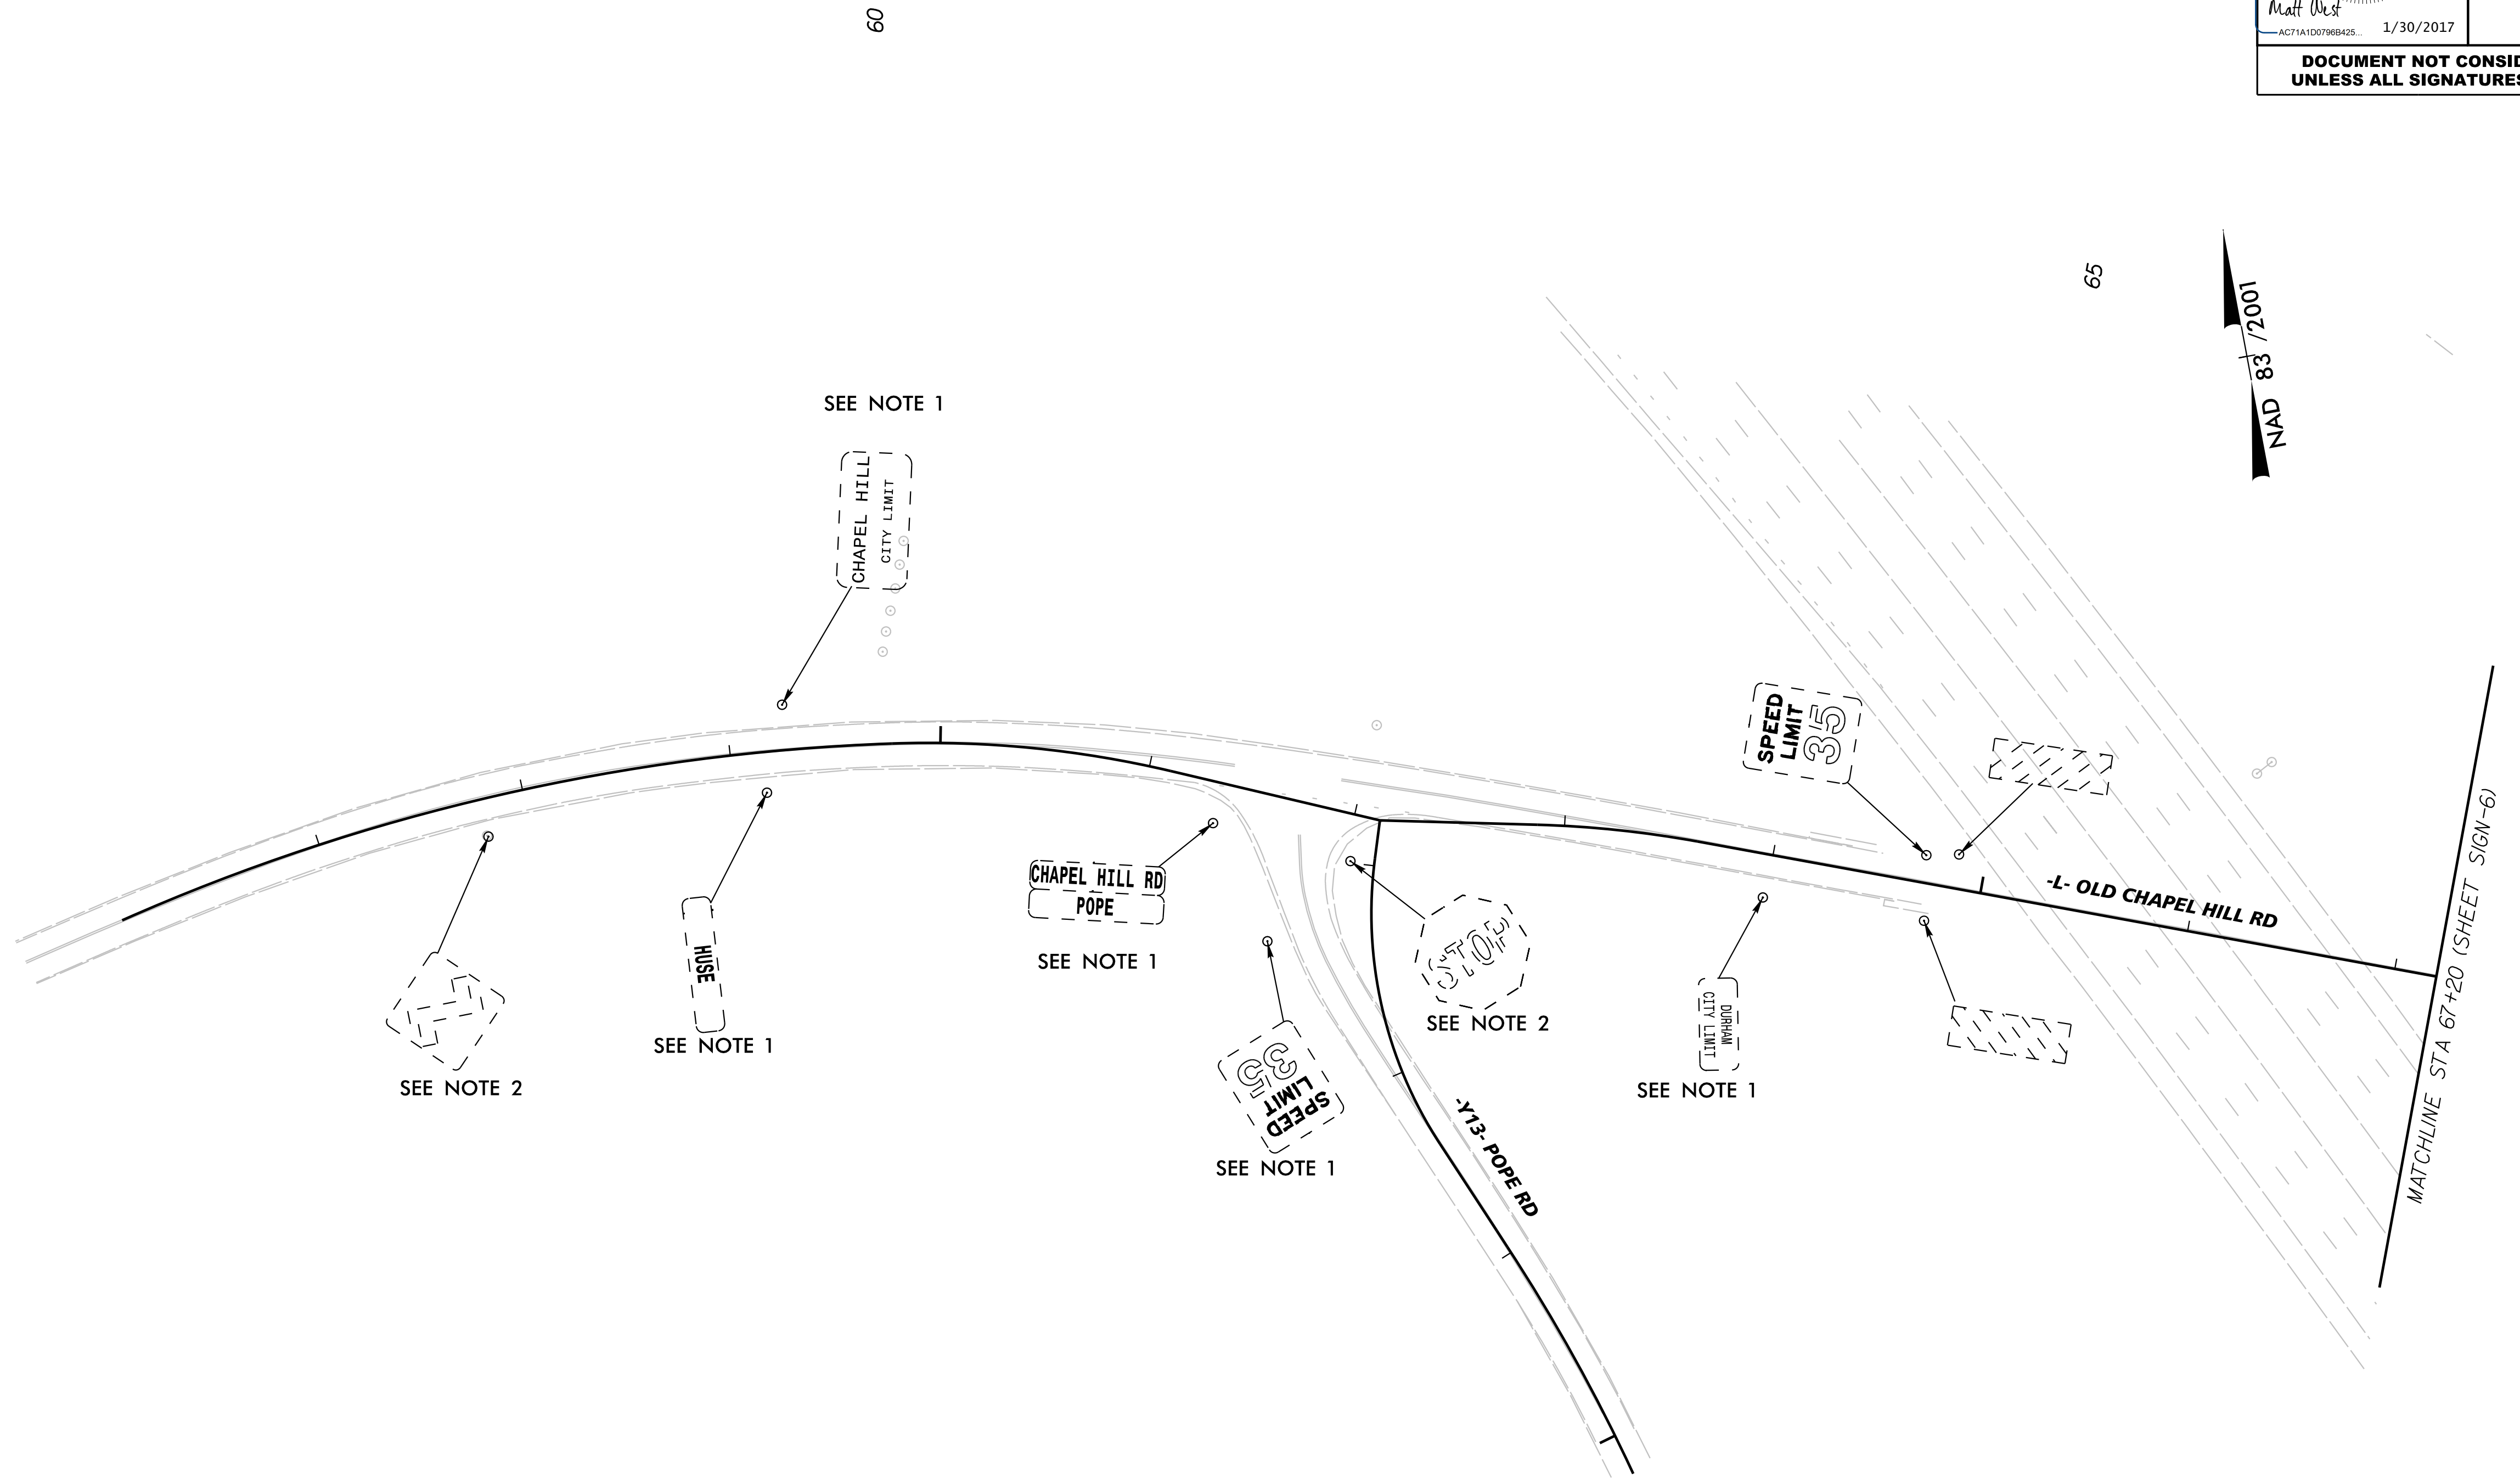 60
Matt West
AC71A1D0796B425...
1/30/2017
DOCUMENT NOT CONSID
UNLESS ALL SIGNATURES
65
NAD 83 /2001
SEE NOTE 1
CHAPEL HILL
CITY LIMIT
SPEED
LIMIT
35
CHAPEL HILL RD
POPE
SEE NOTE 1
HUSE
SEE NOTE 1
SEE NOTE 2
STOP
SEE NOTE 2
SPEED
LIMIT
35
SEE NOTE 1
DURHAM
CITY LIMIT
SEE NOTE 1
-L- OLD CHAPEL HILL RD
-Y13- POPE RD
MATCHLINE STA 67+20 (SHEET SIGN-6)